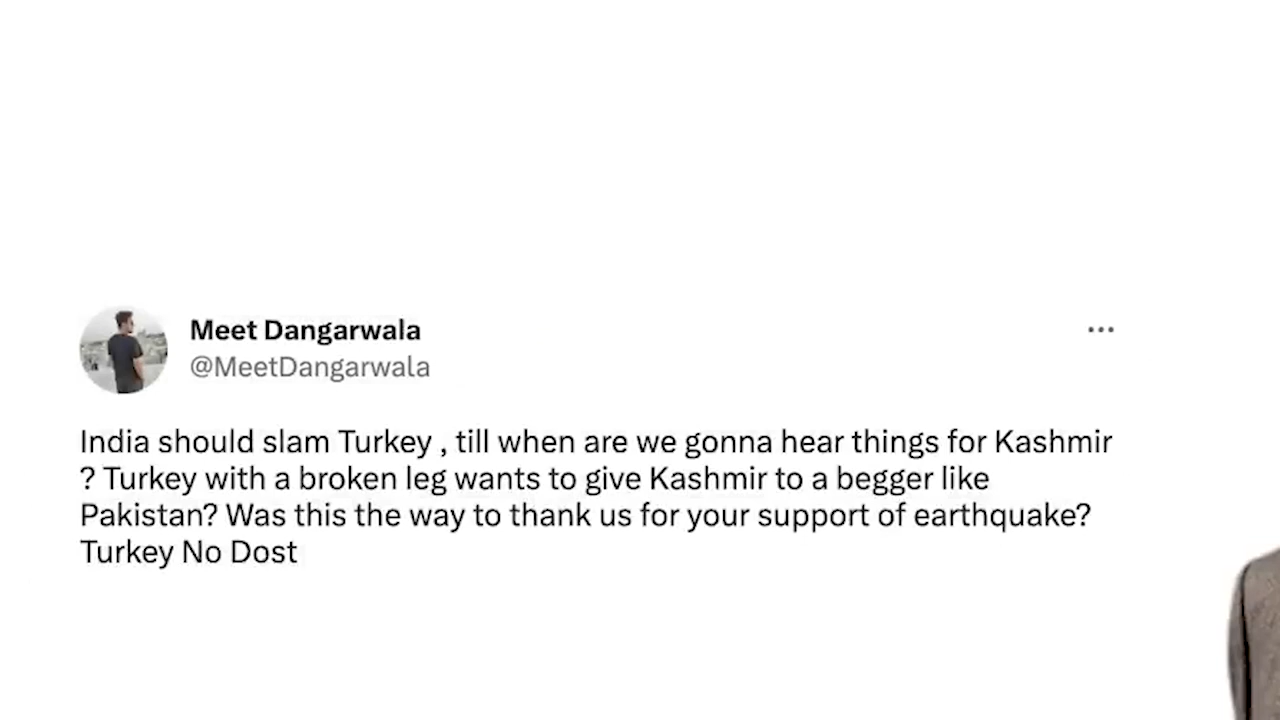 Meet Dangarwala
@MeetDangarwala
India should slam Turkey , till when are we gonna hear things for Kashmir
? Turkey with a broken leg wants to give Kashmir to a begger like
Pakistan? Was this the way to thank us for your support of earthquake?
Turkey No Dost